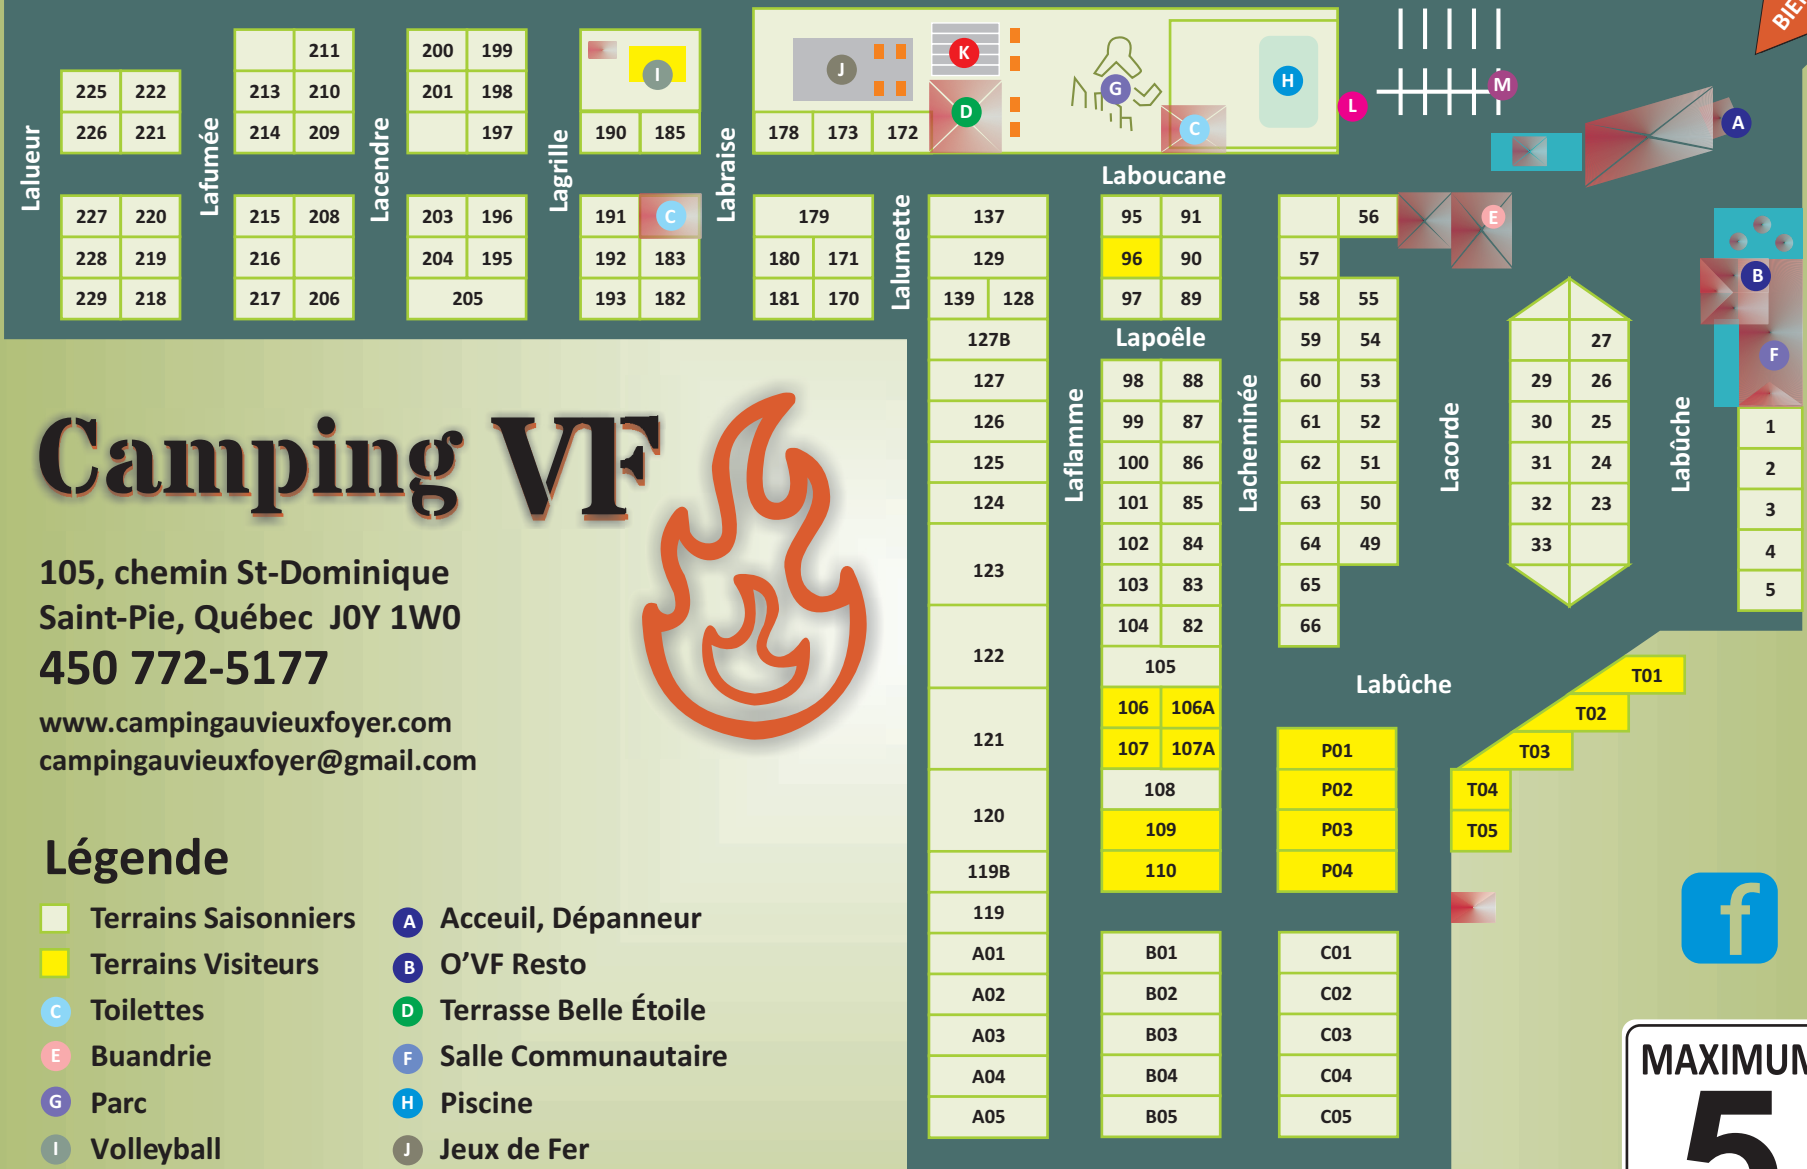 BIE
211
200 199
I
J
K
G
H
L
M
A
225 222
213 210
201 198
D
C
226 221
214 209
197
190 185
178 173 172
Lalueur
Lafumée
Lacendre
Lagrille
Labraise
Lalumette
Laboucane
227 220
215 208
203 196
191 C
179
137
95 91
56
E
228 219
216
204 195
192 183
180 171
129
96 90
57
B
229 218
217 206
205
193 182
181 170
139 128
97 89
58 55
127B
Lapoêle
59 54
27
F
127
98 88
60 53
29 26
126
99 87
61 52
30 25
1
125
100 86
62 51
31 24
2
124
101 85
63 50
32 23
3
123
102 84
64 49
33
4
103 83
65
5
122
104 82
66
105
Laflamme
Lacheminée
Lacorde
Labûche
Labûche
T01
121
106 106A
T02
107 107A
P01
T03
120
108
P02
T04
109
P03
T05
119B
110
P04
119
A01
B01
C01
A02
B02
C02
A03
B03
C03
A04
B04
C04
A05
B05
C05
Camping VF
105, chemin St-Dominique
Saint-Pie, Québec J0Y 1W0
450 772-5177
www.campingauvieuxfoyer.com
campingauvieuxfoyer@gmail.com
Légende
Terrains Saisonniers
Terrains Visiteurs
C Toilettes
E Buandrie
G Parc
I Volleyball
A Acceuil, Dépanneur
B O’VF Resto
D Terrasse Belle Étoile
F Salle Communautaire
H Piscine
J Jeux de Fer
f
MAXIMUM
5